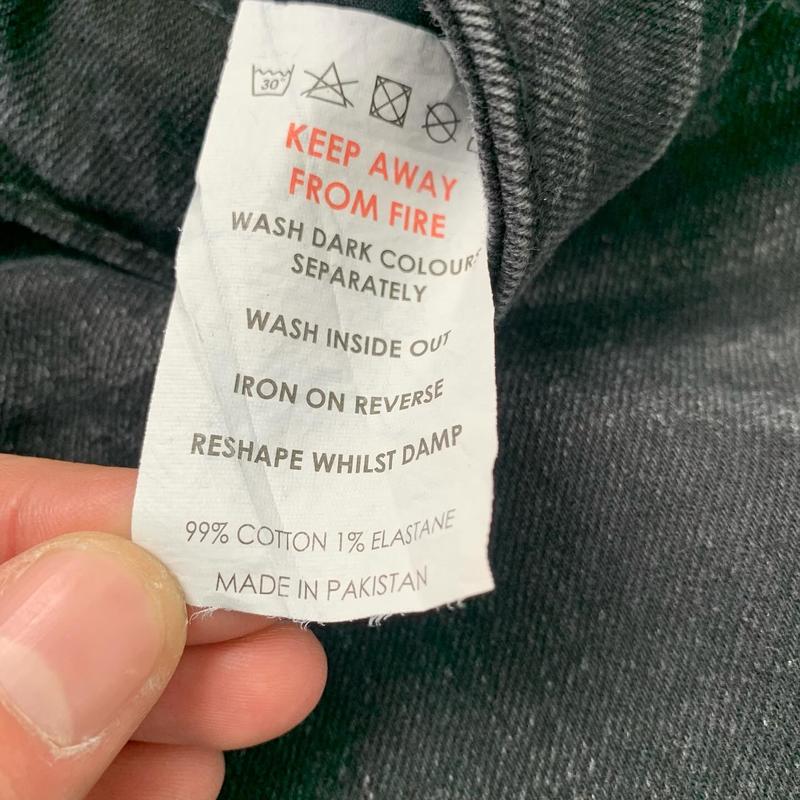 30°
KEEP AWAY
FROM FIRE
WASH DARK COLOURS
SEPARATELY
WASH INSIDE OUT
IRON ON REVERSE
RESHAPE WHILST DAMP
99% COTTON 1% ELASTANE
MADE IN PAKISTAN